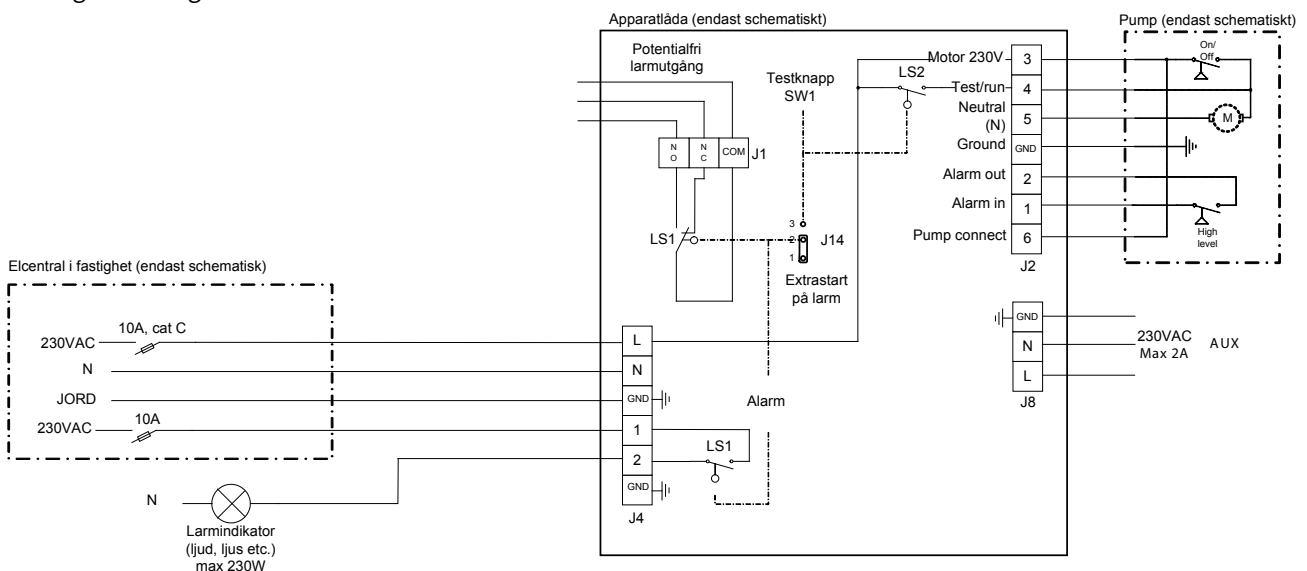 Apparatlåda (endast schematiskt)
Pump (endast schematiskt)
Potentialfri
larmutgång
Testknapp
SW1
LS2
Motor 230V
3
Test/run
4
Neutral
(N)
5
Ground
GND
Alarm out
2
Alarm in
1
Pump connect
6
J2
On/
Off
M
High
level
N
O
N
C
COM
J1
LS1
3
2
1
J14
Extrastart
på larm
Elcentral i fastighet (endast schematisk)
230VAC
10A, cat C
N
JORD
230VAC
10A
L
N
GND
1
2
GND
J4
LS1
Alarm
GND
N
L
J8
230VAC
Max 2A
AUX
N
Larmindikator
(ljud, ljus etc.)
max 230W